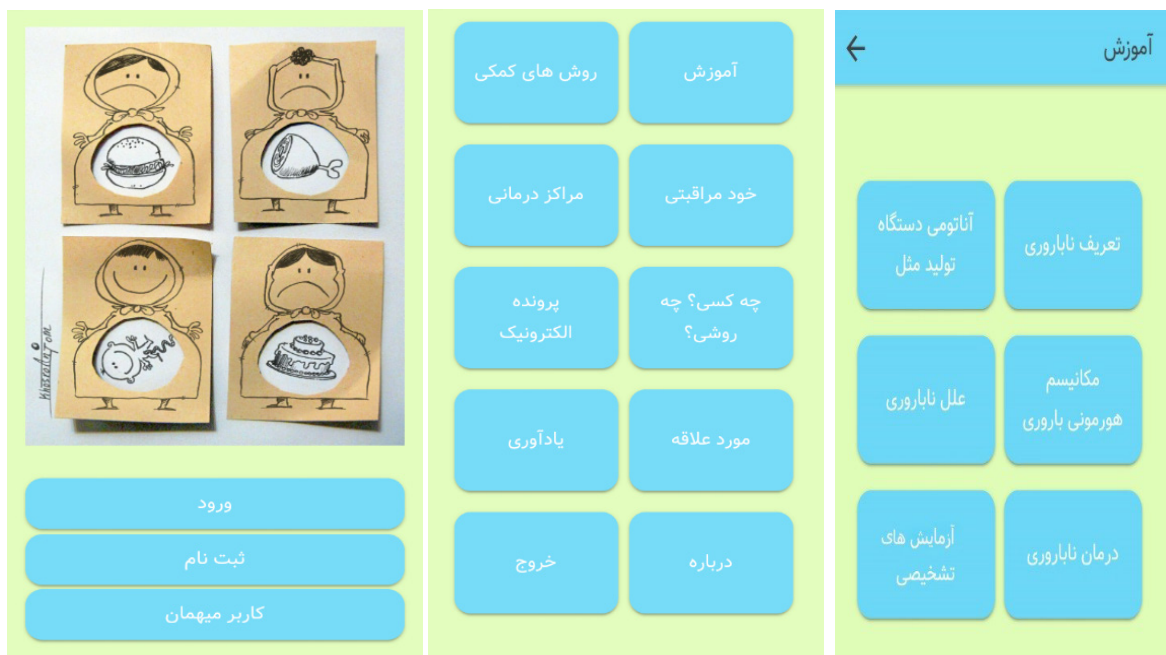 ورود
ثبت نام
کاربر میهمان
آموزش
روش های کمکی
خود مراقبتی
مراکز درمانی
چه کسی؟ چه
روشی؟
پرونده
الکترونیک
مورد علاقه
یادآوری
درباره
خروج
آموزش
تعریف ناباروری
آناتومی دستگاه
تولید مثل
مکانیسم
هورمونی باروری
علل ناباروری
درمان ناباروری
آزمایش های
تشخیصی